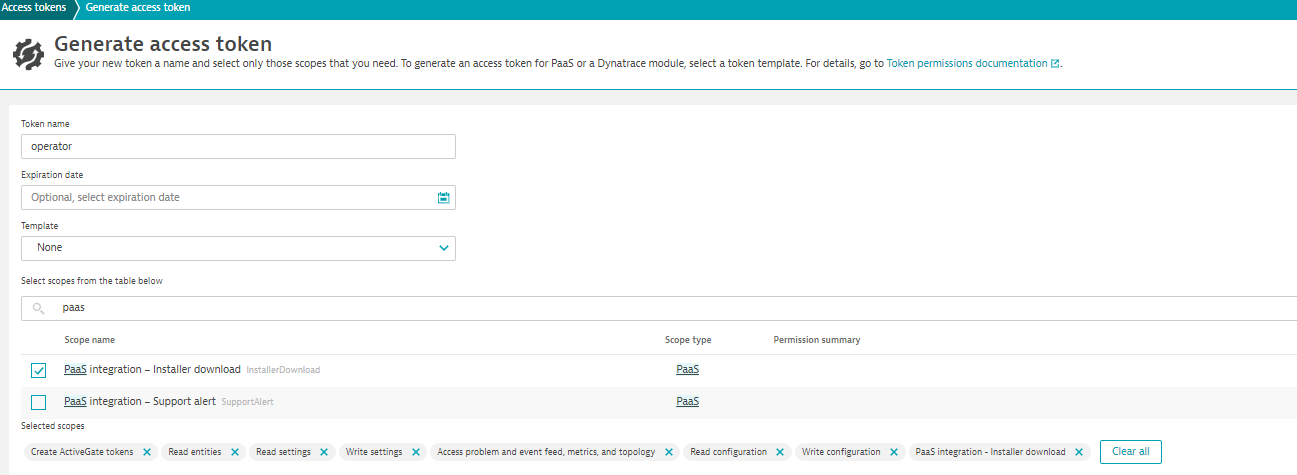 Access tokens Generate access token
Generate access token
Give your new token a name and select only those scopes that you need. To generate an access token for PaaS or a Dynatrace module, select a token template. For details, go to Token permissions documentation.
Token name
operator
Expiration date
Optional, select expiration date
Template
None
Select scopes from the table below
paas
Scope name Scope type Permission summary
PaaS integration – Installer download InstallerDownload PaaS
PaaS integration – Support alert SupportAlert PaaS
Selected scopes
Create ActiveGate tokens Read entities Read settings Write settings Access problem and event feed, metrics, and topology Read configuration Write configuration PaaS integration - Installer download Clear all